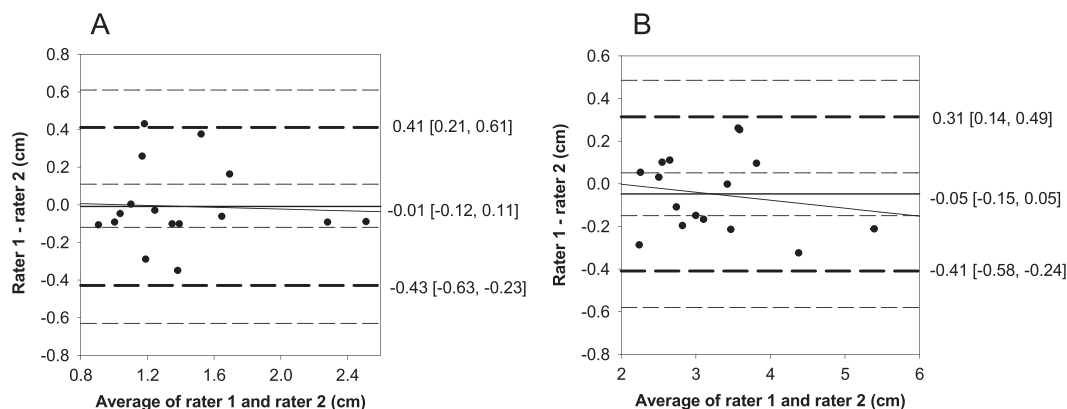 A
Rater 1 - rater 2 (cm)
0.8
0.6
0.4
0.2
0.0
-0.2
-0.4
-0.6
-0.8
0.8 1.2 1.6 2.0 2.4
Average of rater 1 and rater 2 (cm)
0.41 [0.21, 0.61]
-0.01 [-0.12, 0.11]
-0.43 [-0.63, -0.23]
B
Rater 1 - rater 2 (cm)
0.6
0.4
0.2
0.0
-0.2
-0.4
-0.6
-0.8
2 3 4 5 6
Average of rater 1 and rater 2 (cm)
0.31 [0.14, 0.49]
-0.05 [-0.15, 0.05]
-0.41 [-0.58, -0.24]